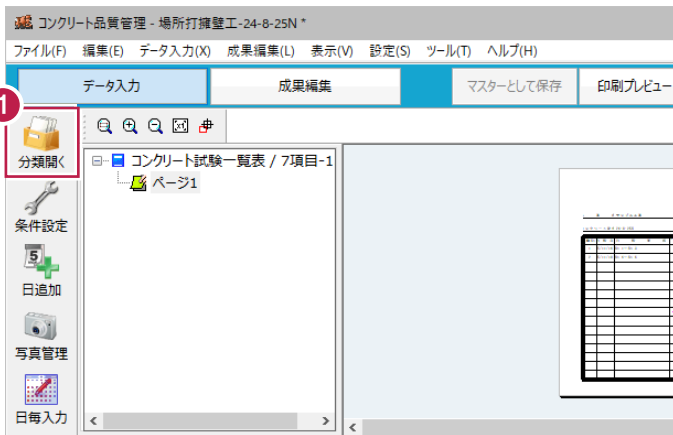 コンクリート品質管理 - 場所打擁壁工-24-8-25N *
ファイル(F) 編集(E) データ入力(X) 成果編集(L) 表示(V) 設定(S) ツール(T) ヘルプ(H)
データ入力 成果編集 マスターとして保存 印刷プレビュー
1
分類開く
コンクリート試験一覧表 / 7項目-1
ページ1
条件設定
5
日追加
写真管理
日毎入力